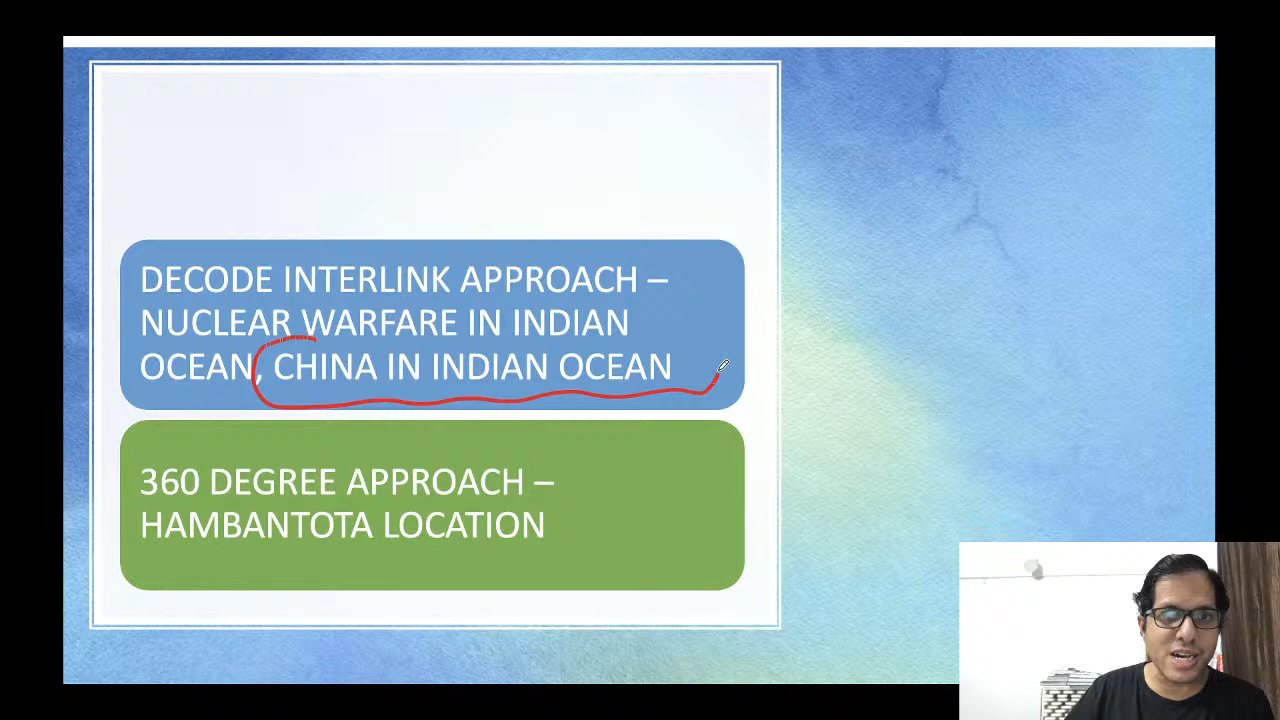 DECODE INTERLINK APPROACH –
NUCLEAR WARFARE IN INDIAN
OCEAN, CHINA IN INDIAN OCEAN
360 DEGREE APPROACH –
HAMBANTOTA LOCATION